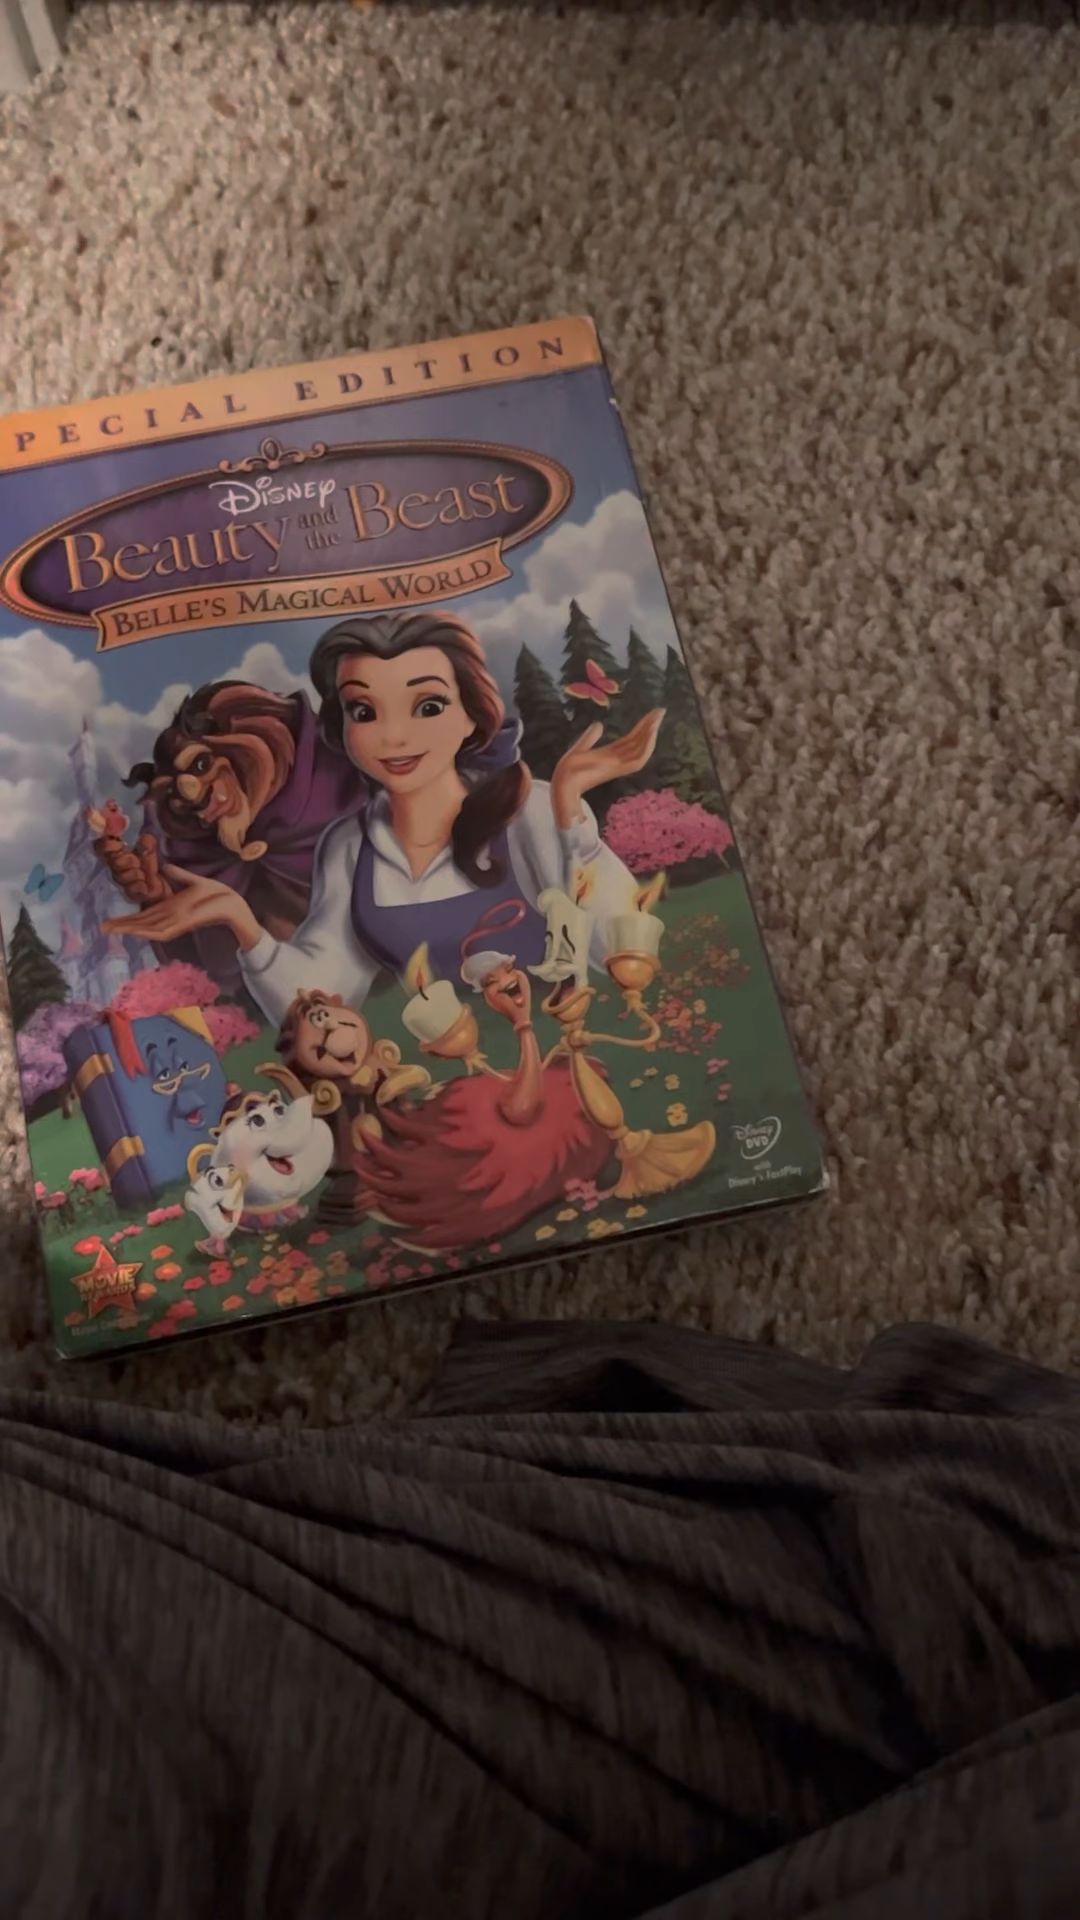 PECIAL EDITION
Disney
Beauty and the Beast
BELLE'S MAGICAL WORLD
Disney
DVD
with
Disney's FastPlay
MOVIE